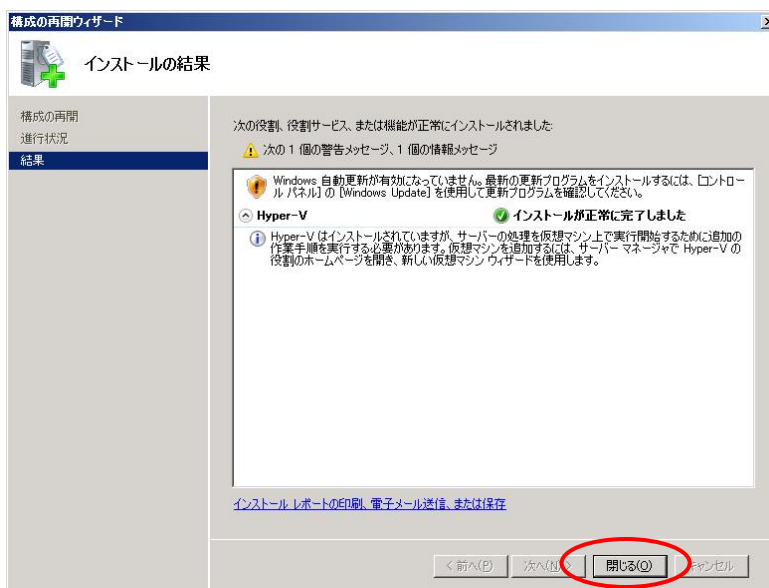 構成の再開ウィザード
インストールの結果
構成の再開
進行状況
結果
次の役割、役割サービス、または機能が正常にインストールされました:
次の 1 個の警告メッセージ、1 個の情報メッセージ
Windows 自動更新が有効になっていません。最新の更新プログラムをインストールするには、[コントロー
ル パネル] の [Windows Update] を使用して更新プログラムを確認してください。
Hyper-V
インストールが正常に完了しました
Hyper-V はインストールされていますが、サーバーの処理を仮想マシン上で実行開始するために追加の
作業手順を実行する必要があります。仮想マシンを追加するには、サーバー マネージャで Hyper-V の
役割のホームページを開き、新しい仮想マシン ウィザードを使用します。
インストール レポートの印刷、電子メール送信、または保存
< 前へ(P) 次へ(N) > 閉じる(O) キャンセル